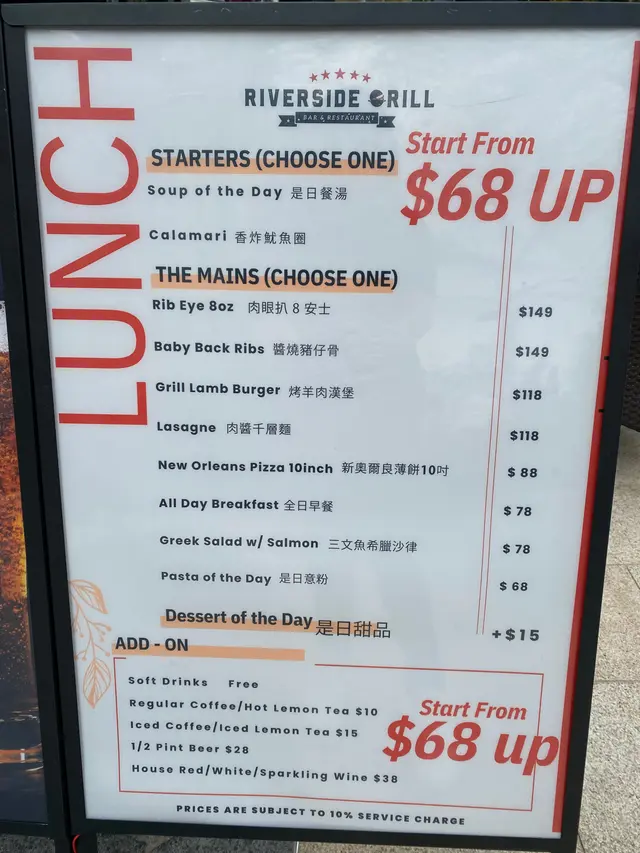 LUNCH
RIVERSIDE GRILL
BAR & RESTAURANT
Start From
$68 UP
STARTERS (CHOOSE ONE)
Soup of the Day 是日餐湯
Calamari 香炸魷魚圈
THE MAINS (CHOOSE ONE)
Rib Eye 8oz 肉眼扒 8 安士 $149
Baby Back Ribs 醬燒豬仔骨 $149
Grill Lamb Burger 烤羊肉漢堡 $118
Lasagne 肉醬千層麵 $118
New Orleans Pizza 10inch 新奧爾良薄餅10吋 $ 88
All Day Breakfast 全日早餐 $ 78
Greek Salad w/ Salmon 三文魚希臘沙律 $ 78
Pasta of the Day 是日意粉 $ 68
Dessert of the Day 是日甜品 +$15
ADD - ON
Soft Drinks Free
Regular Coffee/Hot Lemon Tea $10
Iced Coffee/Iced Lemon Tea $15
1/2 Pint Beer $28
House Red/White/Sparkling Wine $38
Start From
$68 up
PRICES ARE SUBJECT TO 10% SERVICE CHARGE